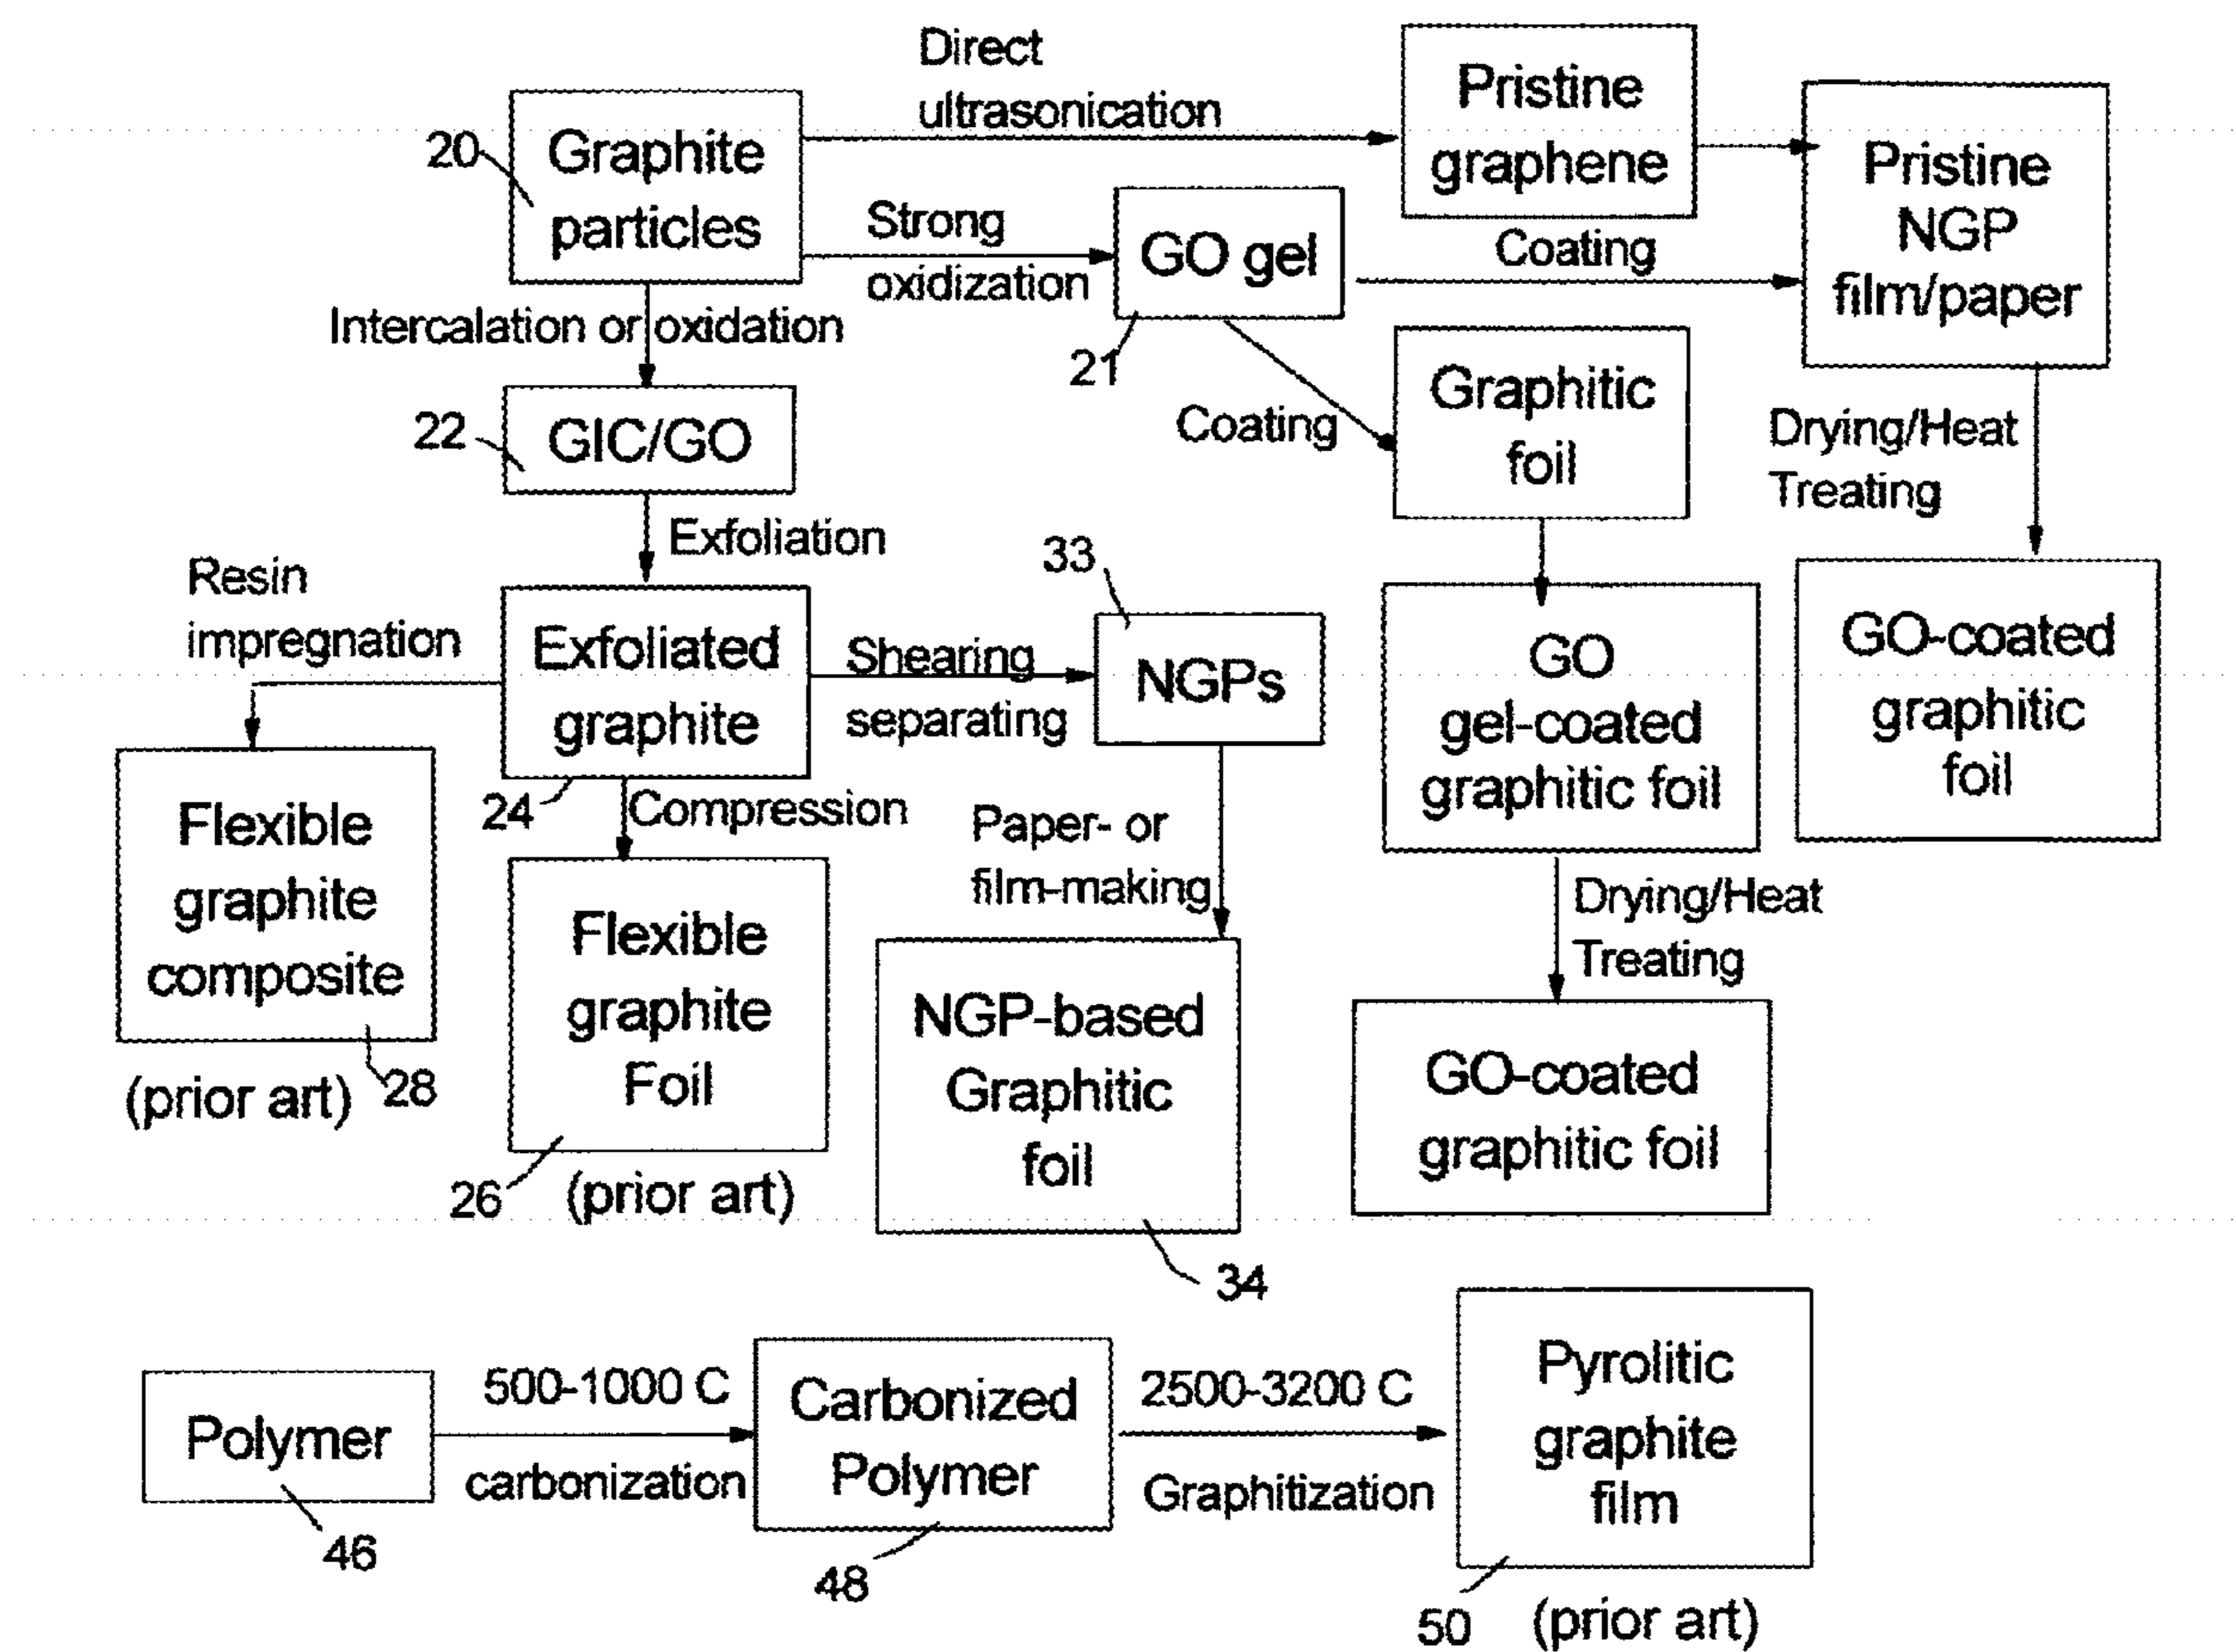 Direct
ultrasonication
20
Graphite
particles
Pristine
graphene
Pristine
NGP
film/paper
Strong
oxidization
GO gel
21
Coating
Intercalation or oxidation
22
GIC/GO
Coating
Graphitic
foil
Drying/Heat
Treating
Exfoliation
Resin
impregnation
Exfoliated
graphite
24
Shearing
separating
33
NGPs
GO
gel-coated
graphitic foil
GO-coated
graphitic
foil
Flexible
graphite
composite
(prior art)
28
Compression
Flexible
graphite
Foil
26
(prior art)
Paper- or
film-making
NGP-based
Graphitic
foil
34
Drying/Heat
Treating
GO-coated
graphitic foil
Polymer
46
500-1000 C
carbonization
Carbonized
Polymer
48
2500-3200 C
Graphitization
Pyrolitic
graphite
film
50
(prior art)